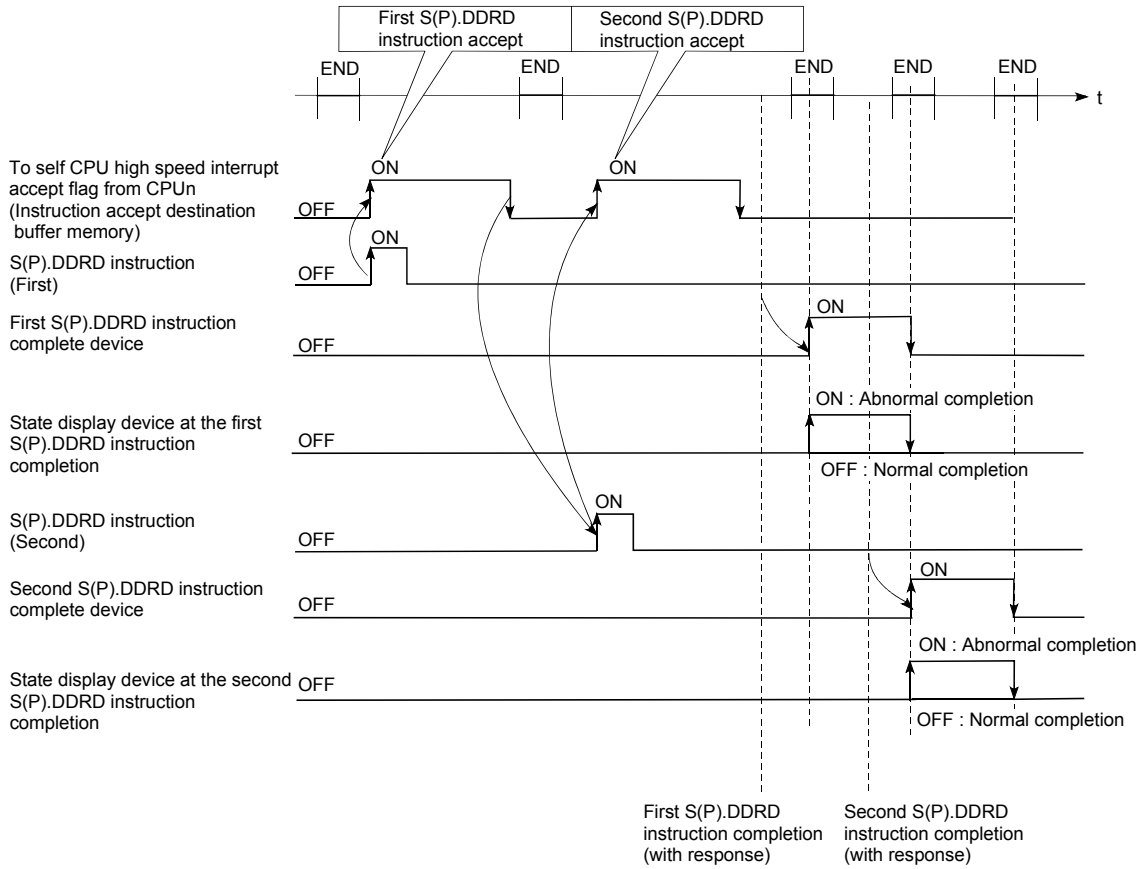 First S(P).DDRD
instruction accept
Second S(P).DDRD
instruction accept
END
END
END
END
END
t
To self CPU high speed interrupt
accept flag from CPUn
(Instruction accept destination
buffer memory)
OFF
ON
ON
S(P).DDRD instruction
(First)
OFF
ON
First S(P).DDRD instruction
complete device
OFF
ON
State display device at the first
S(P).DDRD instruction
completion
OFF
ON : Abnormal completion
OFF : Normal completion
S(P).DDRD instruction
(Second)
OFF
ON
Second S(P).DDRD instruction
complete device
OFF
ON
State display device at the second
S(P).DDRD instruction
completion
OFF
ON : Abnormal completion
OFF : Normal completion
First S(P).DDRD
instruction completion
(with response)
Second S(P).DDRD
instruction completion
(with response)